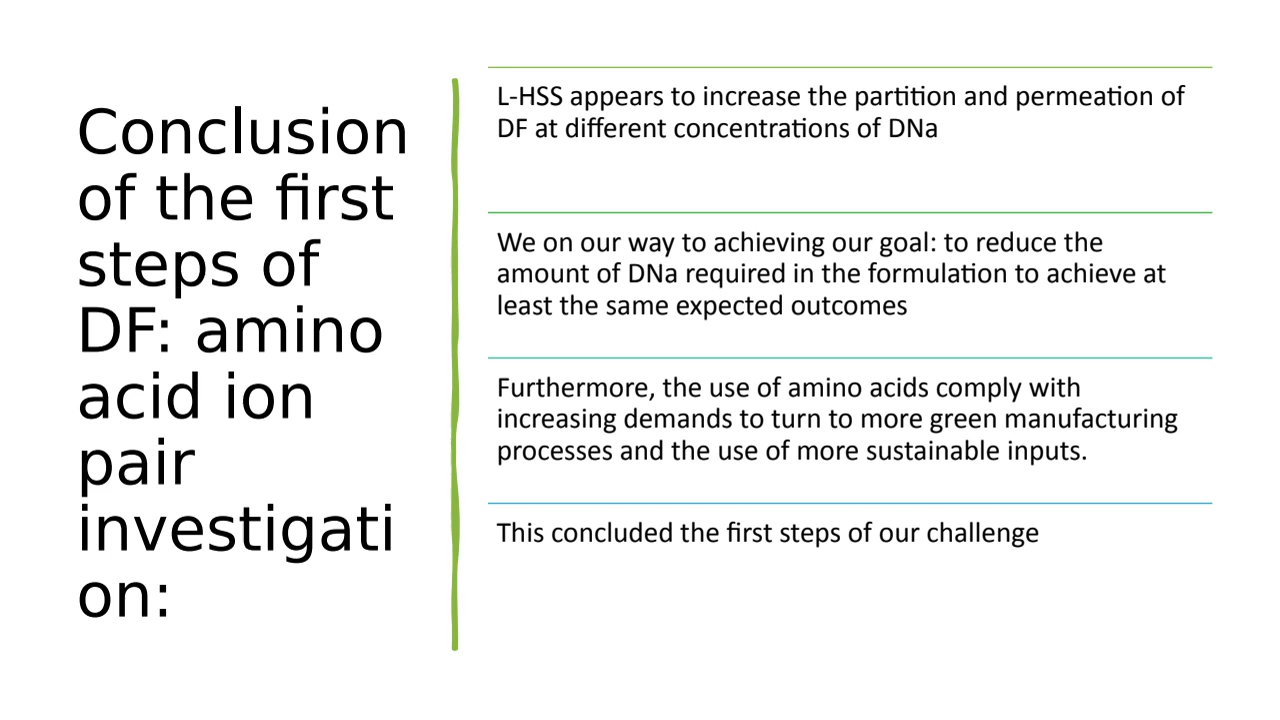 Conclusion
of the first
steps of
DF: amino
acid ion
pair
investigati
on:
L-HSS appears to increase the partition and permeation of
DF at different concentrations of DNa
We on our way to achieving our goal: to reduce the
amount of DNa required in the formulation to achieve at
least the same expected outcomes
Furthermore, the use of amino acids comply with
increasing demands to turn to more green manufacturing
processes and the use of more sustainable inputs.
This concluded the first steps of our challenge